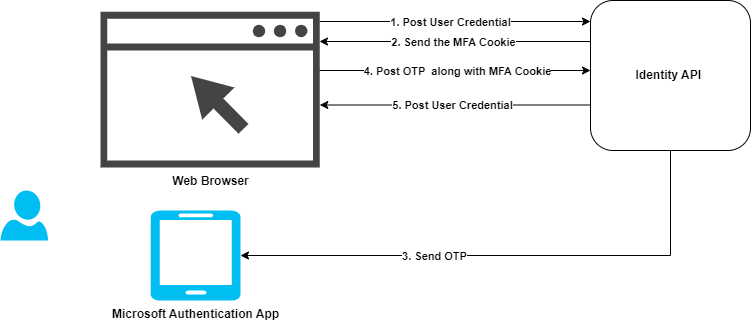 1. Post User Credential
2. Send the MFA Cookie
4. Post OTP  along with MFA Cookie
Identity API
5. Post User Credential
Web Browser
3. Send OTP
Microsoft Authentication App